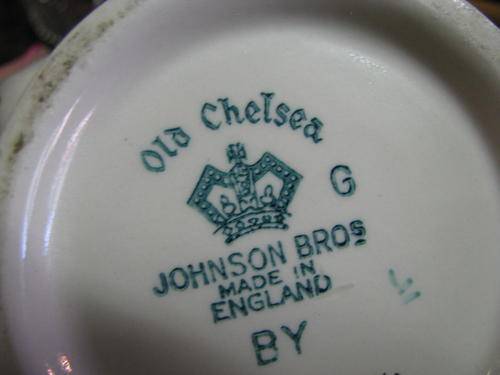 Old Chelsea
G
JOHNSON BROS
MADE IN
ENGLAND
BY